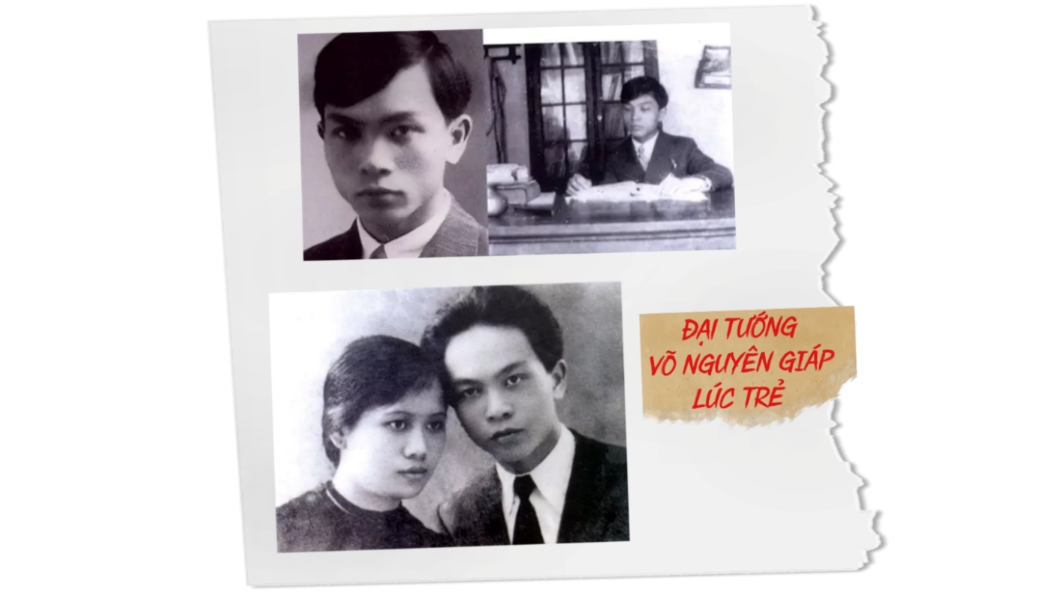 ĐẠI TƯỚNG
VÕ NGUYÊN GIÁP
LÚC TRẺ